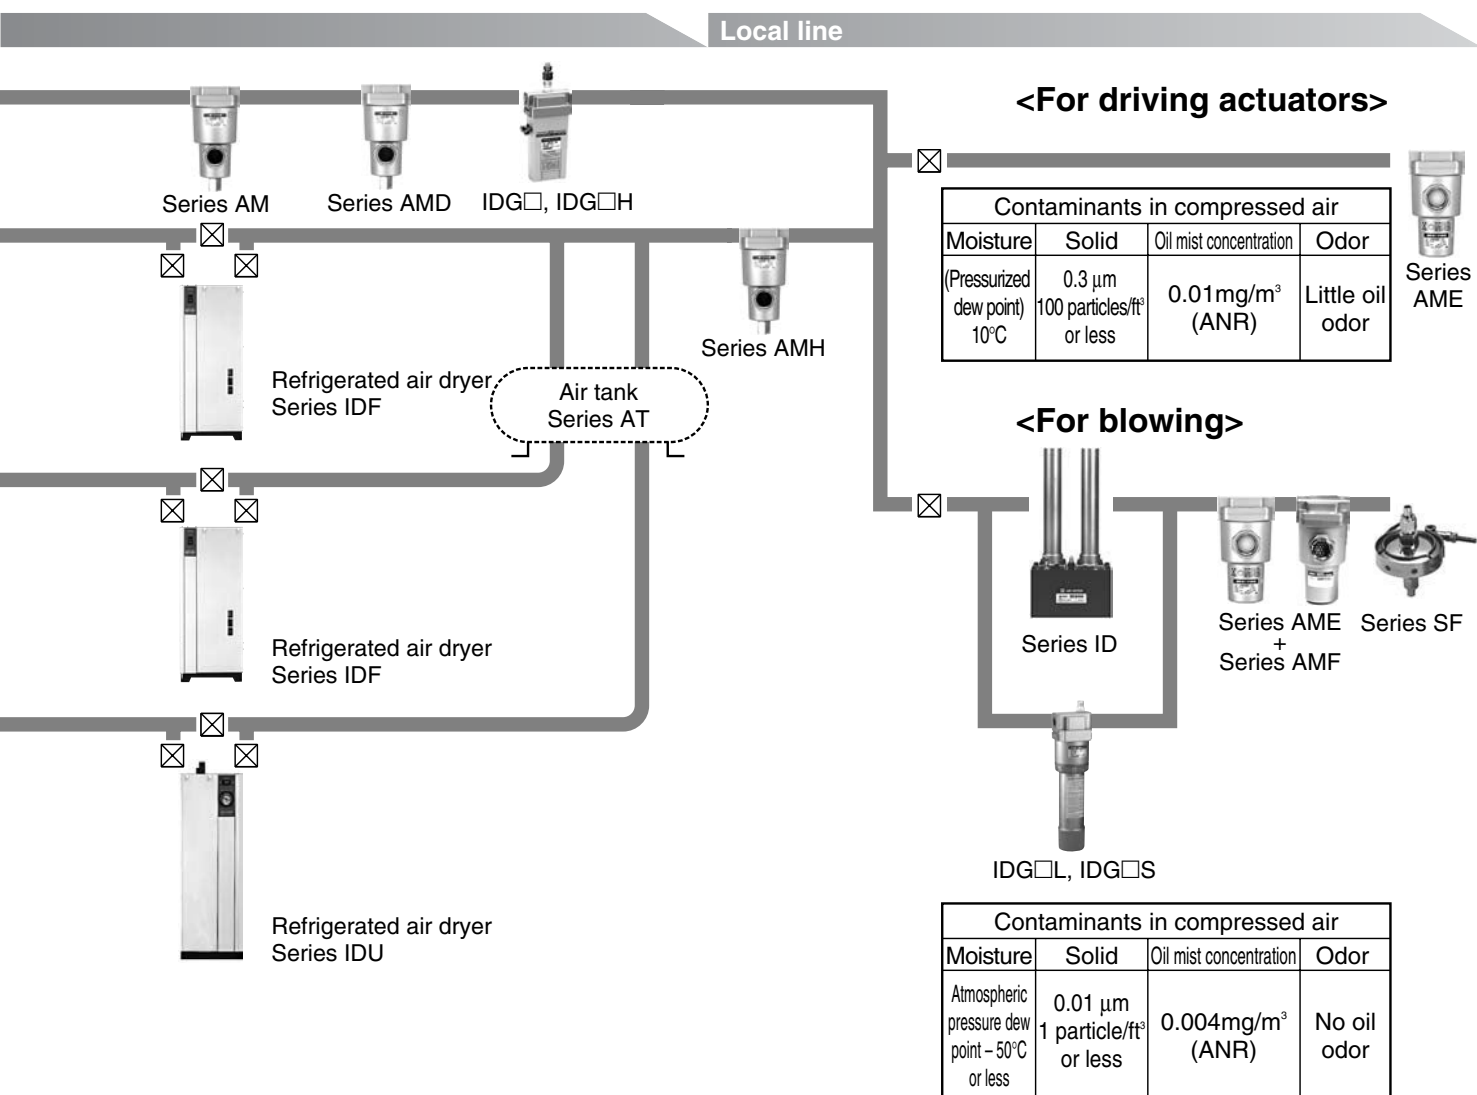 Local line
<For driving actuators>
Series AM
Series AMD
IDG□, IDG□H
Contaminants in compressed air
Moisture Solid Oil mist concentration Odor
(Pressurized dew point) 10°C
0.3 µm 100 particles/ft³ or less
0.01mg/m³ (ANR)
Little oil odor
Series AME
Series AMH
Refrigerated air dryer
Series IDF
Air tank
Series AT
<For blowing>
Refrigerated air dryer
Series IDF
Series ID
Series AME
+
Series AMF
Series SF
IDG□L, IDG□S
Refrigerated air dryer
Series IDU
Contaminants in compressed air
Moisture Solid Oil mist concentration Odor
Atmospheric pressure dew point – 50°C or less
0.01 µm 1 particle/ft³ or less
0.004mg/m³ (ANR)
No oil odor